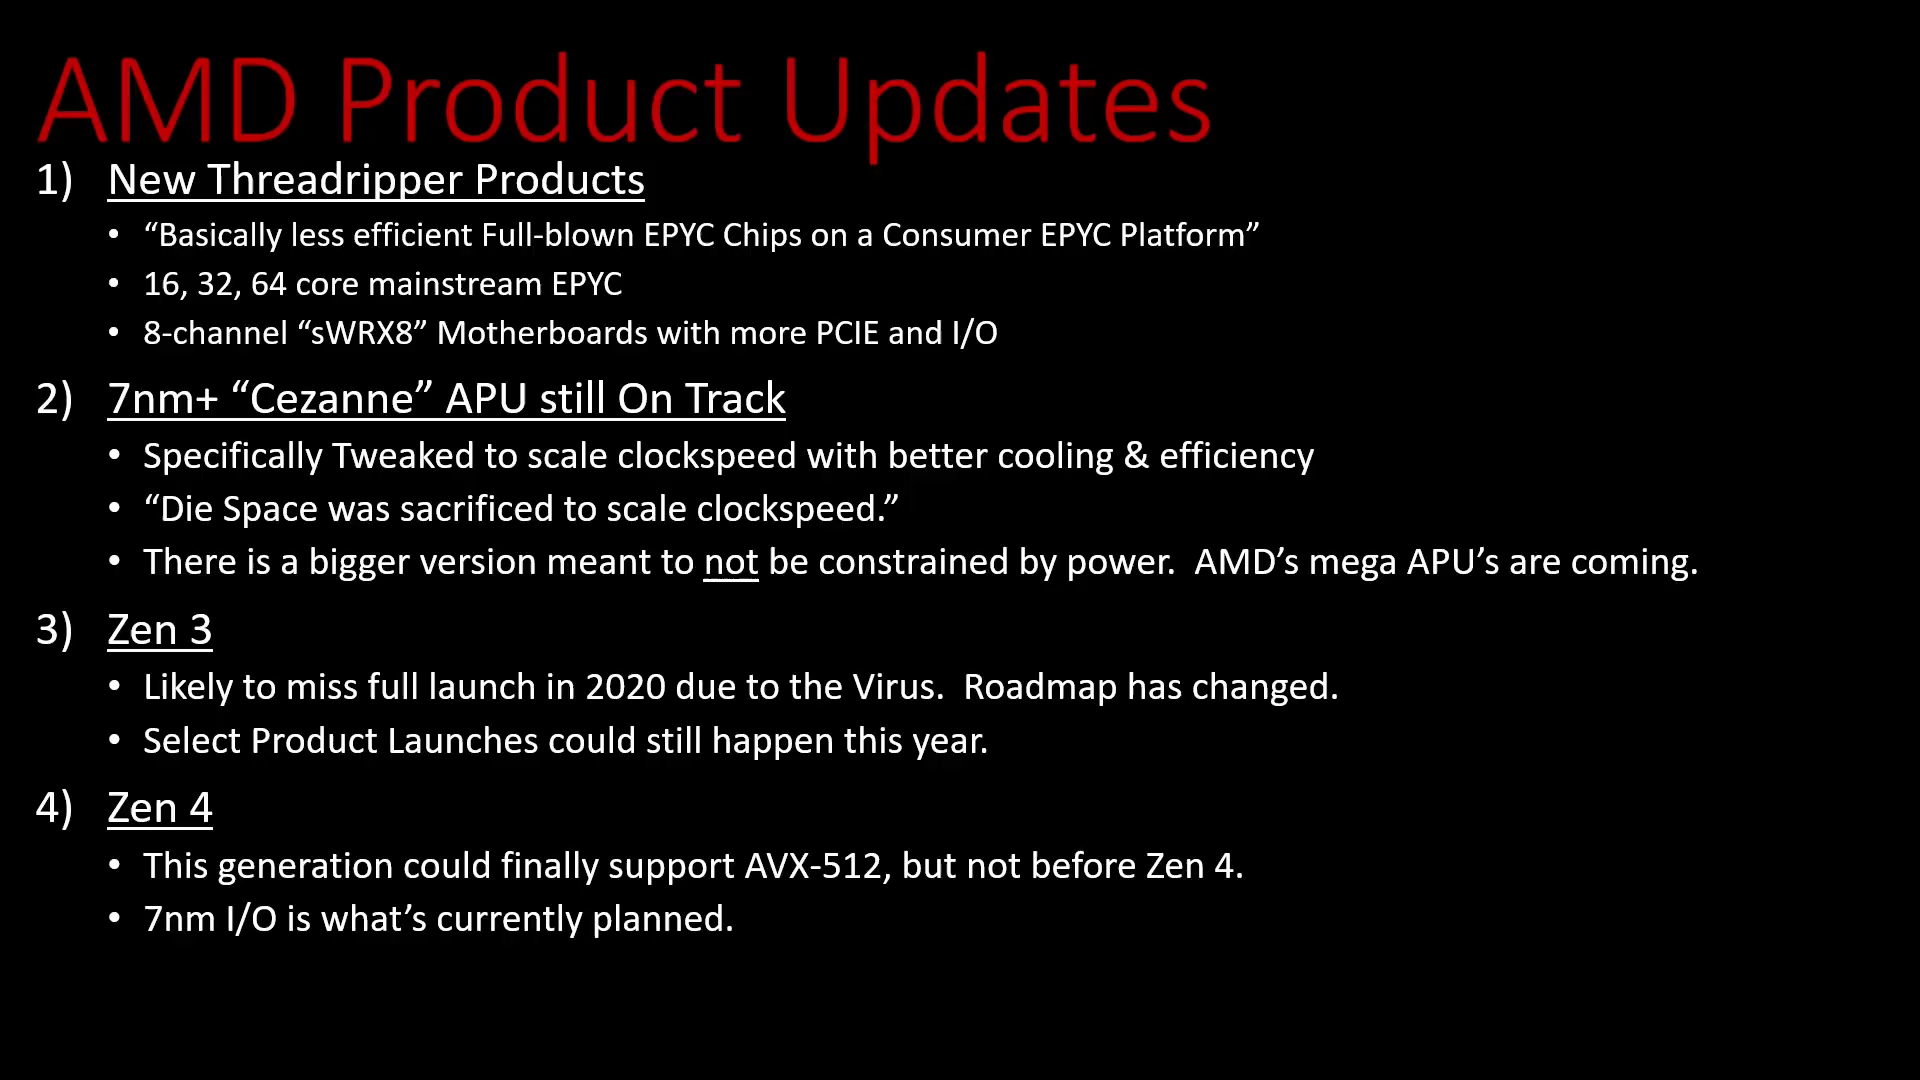 AMD Product Updates
1) New Threadripper Products
• “Basically less efficient Full-blown EPYC Chips on a Consumer EPYC Platform”
• 16, 32, 64 core mainstream EPYC
• 8-channel “sWRX8” Motherboards with more PCIE and I/O
2) 7nm+ “Cezanne” APU still On Track
• Specifically Tweaked to scale clockspeed with better cooling & efficiency
• “Die Space was sacrificed to scale clockspeed.”
• There is a bigger version meant to not be constrained by power.  AMD’s mega APU’s are coming.
3) Zen 3
• Likely to miss full launch in 2020 due to the Virus.  Roadmap has changed.
• Select Product Launches could still happen this year.
4) Zen 4
• This generation could finally support AVX-512, but not before Zen 4.
• 7nm I/O is what’s currently planned.